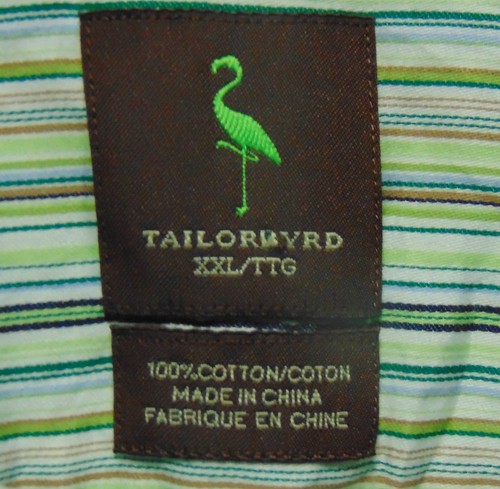 TAILORBYRD
XXL/TTG
100%COTTON/COTON
MADE IN CHINA
FABRIQUE EN CHINE